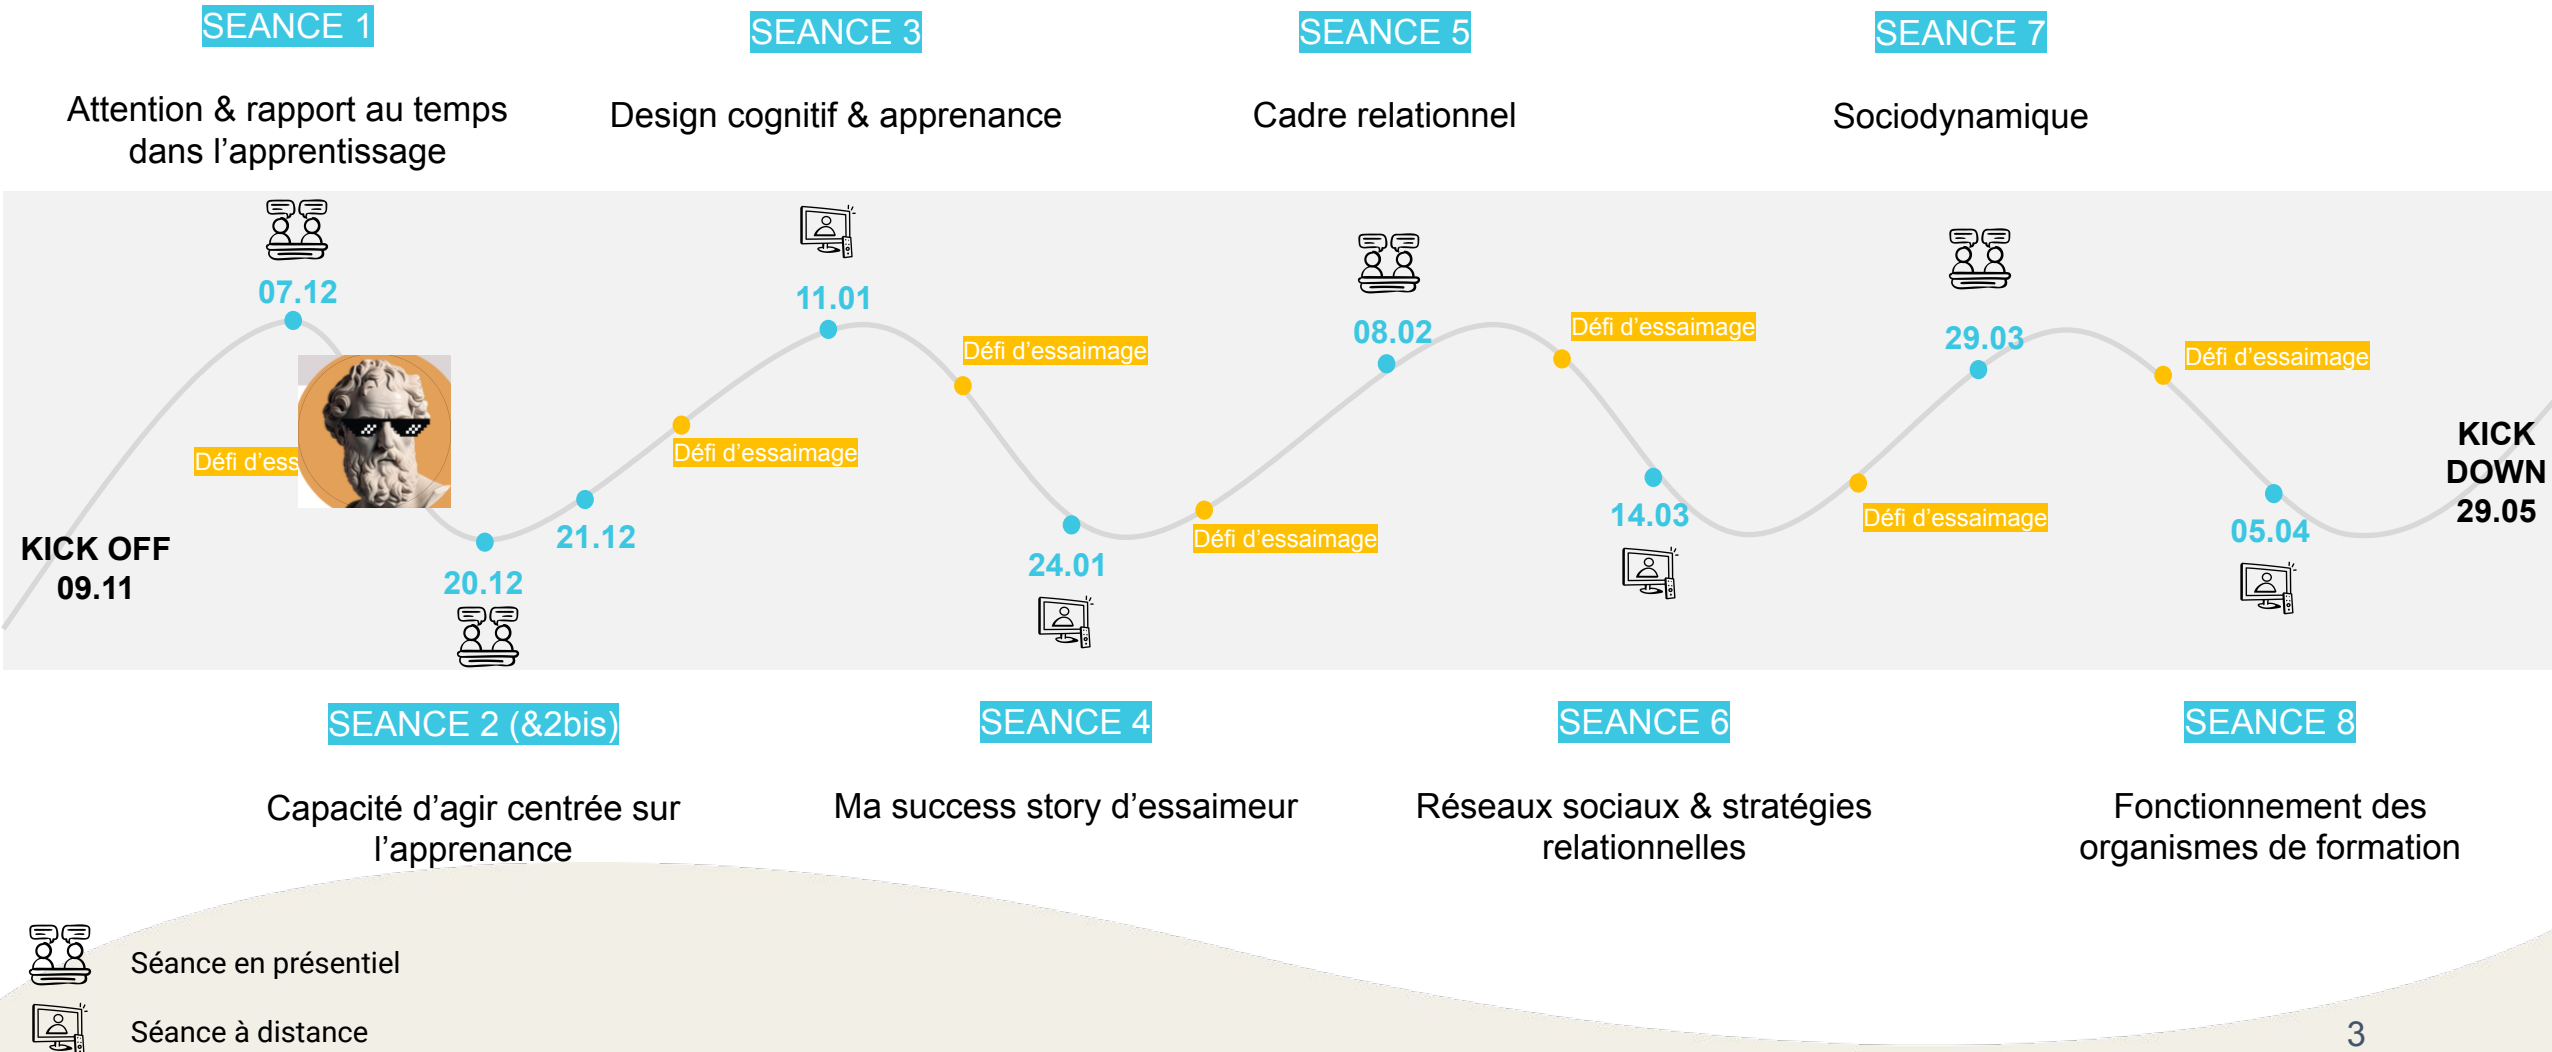 SEANCE 1
SEANCE 3
SEANCE 5
SEANCE 7
Attention & rapport au temps
dans l’apprentissage
Design cognitif & apprenance
Cadre relationnel
Sociodynamique
07.12
11.01
08.02
29.03
Défi d’essaimage
Défi d’essaimage
Défi d’essaimage
Défi d’ess
Défi d’essaimage
Défi d’essaimage
Défi d’essaimage
KICK OFF
09.11
20.12
21.12
24.01
14.03
05.04
KICK
DOWN
29.05
SEANCE 2 (&2bis)
SEANCE 4
SEANCE 6
SEANCE 8
Capacité d’agir centrée sur
l’apprenance
Ma success story d’essaimeur
Réseaux sociaux & stratégies
relationnelles
Fonctionnement des
organismes de formation
Séance en présentiel
Séance à distance
3